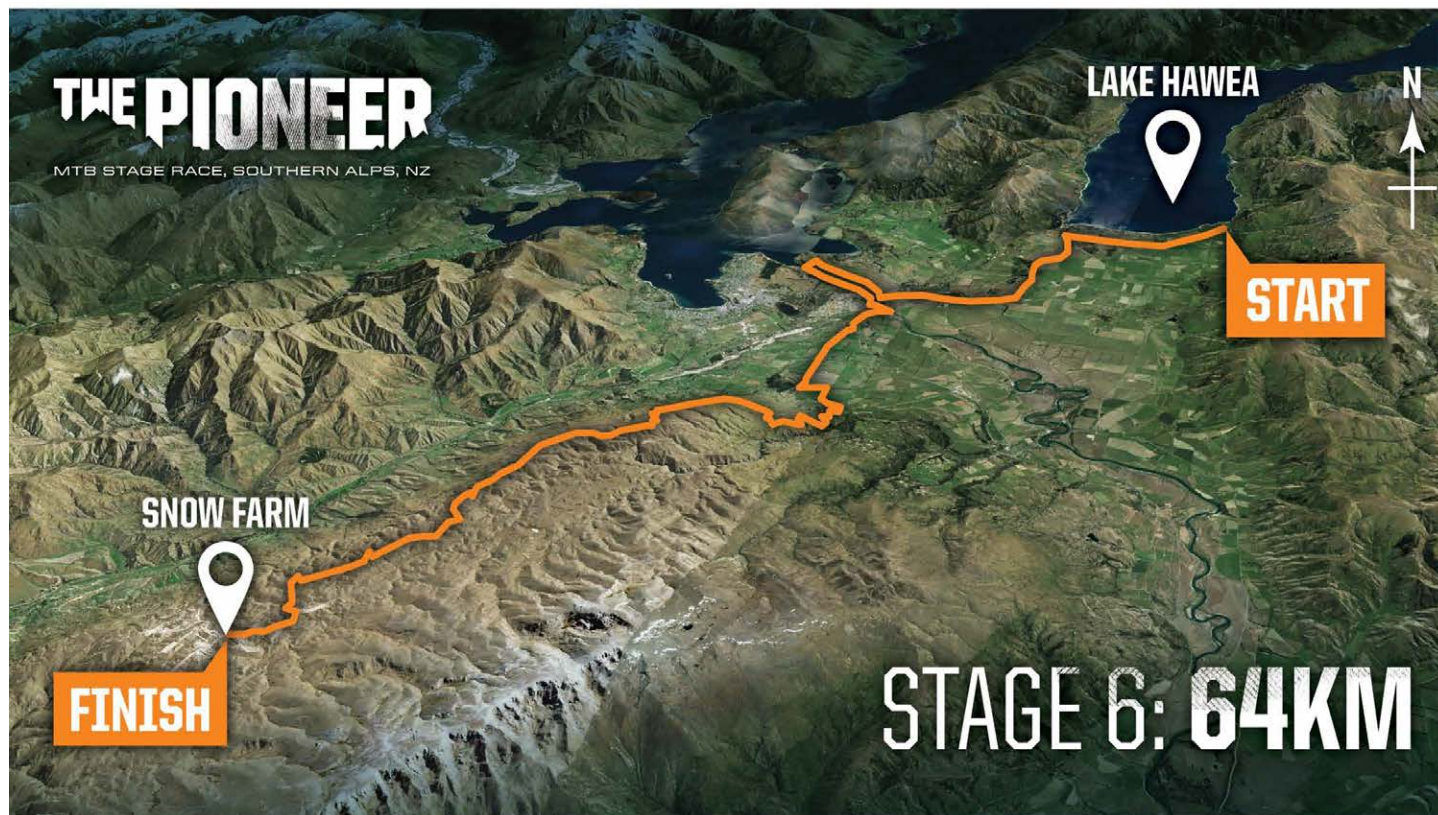 THE PIONEER
MTB STAGE RACE, SOUTHERN ALPS, NZ
LAKE HAWEA
N
START
SNOW FARM
FINISH
STAGE 6: 64KM